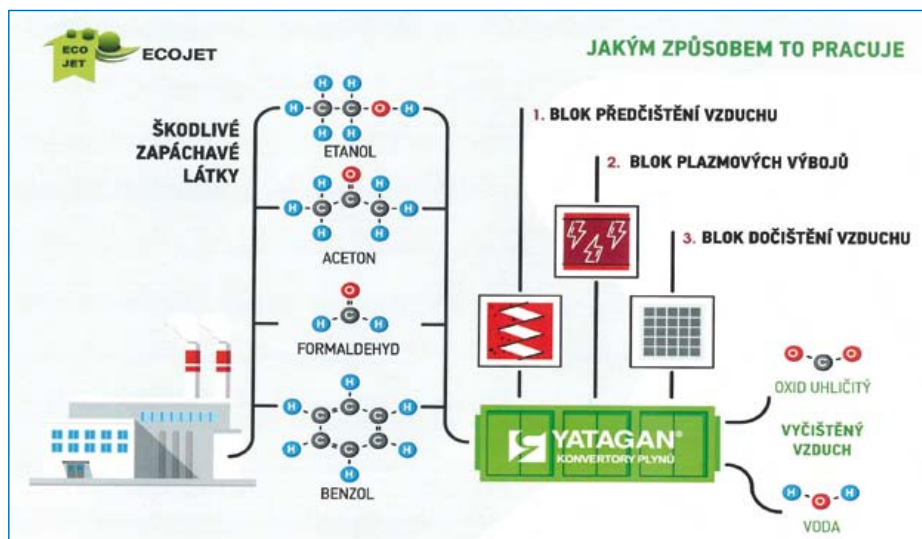 ECO
JET
ECOJET
JAKÝM ZPŮSOBEM TO PRACUJE
ŠKODLIVÉ
ZAPÁCHAVÉ
LÁTKY
H H
H C C O H
H H
ETANOL
O
H C C C H
H H
ACETON
O
H C H
FORMALDEHYD
H
H C C C H
H C C C H
H
BENZOL
1. BLOK PŘEDČIŠTĚNÍ VZDUCHU
2. BLOK PLAZMOVÝCH VÝBOJŮ
3. BLOK DOČIŠTĚNÍ VZDUCHU
YATAGAN®
KONVERTORY PLYNŮ
O C O
OXID UHLIČITÝ
VYČIŠTĚNÝ
VZDUCH
H O H
VODA